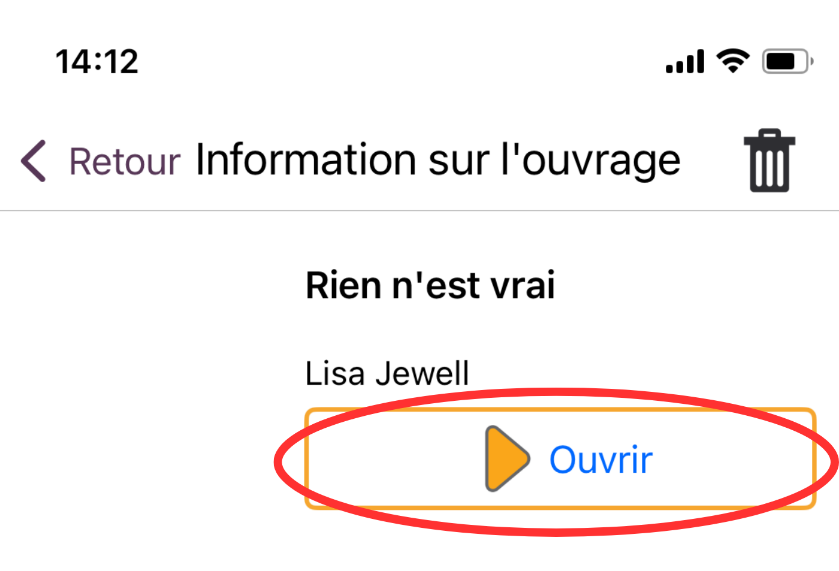 14:12
Retour Information sur l'ouvrage
Rien n'est vrai
Lisa Jewell
Ouvrir